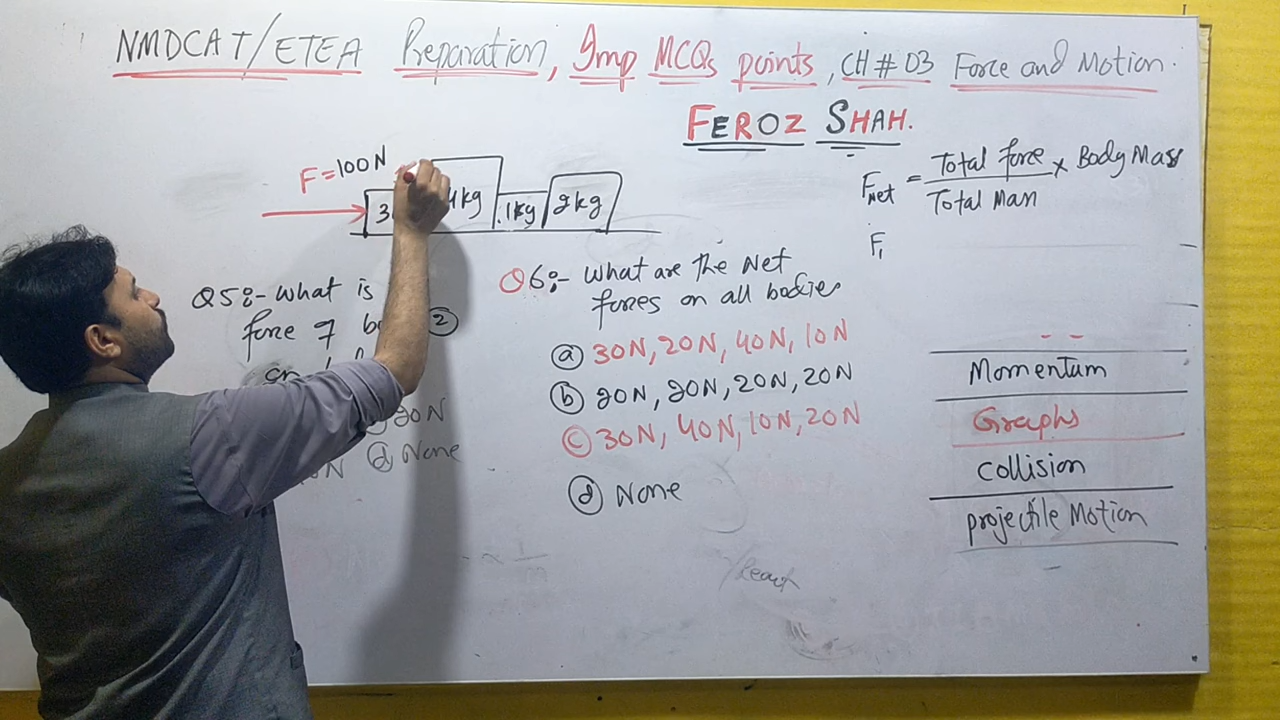 NMDCAT/ETEA Preparation, Imp MCQs points, CH # 03 Force and Motion.
FEROZ SHAH.
F=100N
3
4kg
1kg
2kg
F Net = Total force / Total Mass x Body Mass
F1
Q5:- What is
force of
2
20N
d None
Q6:- What are the Net
forces on all bodies
a 30N, 20N, 40N, 10N
b 20N, 20N, 20N, 20N
c 30N, 40N, 10N, 20N
d None
Momentum
Graphs
collision
projectile Motion